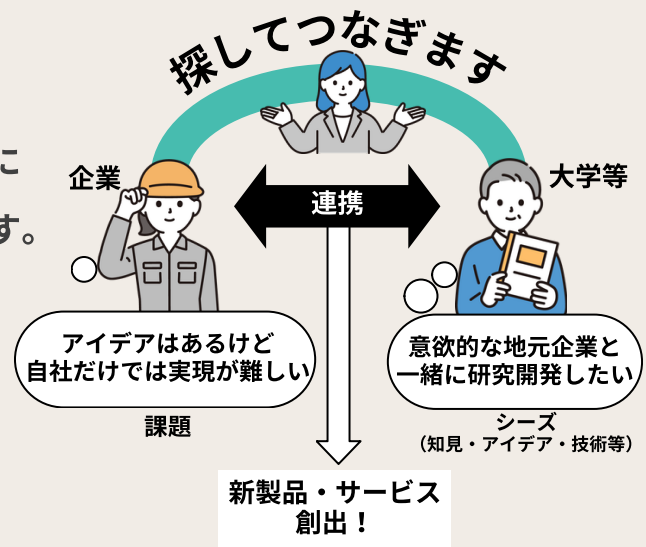 探してつなぎます
に
す。
企業
大学等
連携
アイデアはあるけど
自社だけでは実現が難しい
意欲的な地元企業と
一緒に研究開発したい
課題
シーズ
（知見・アイデア・技術等）
新製品・サービス
創出！